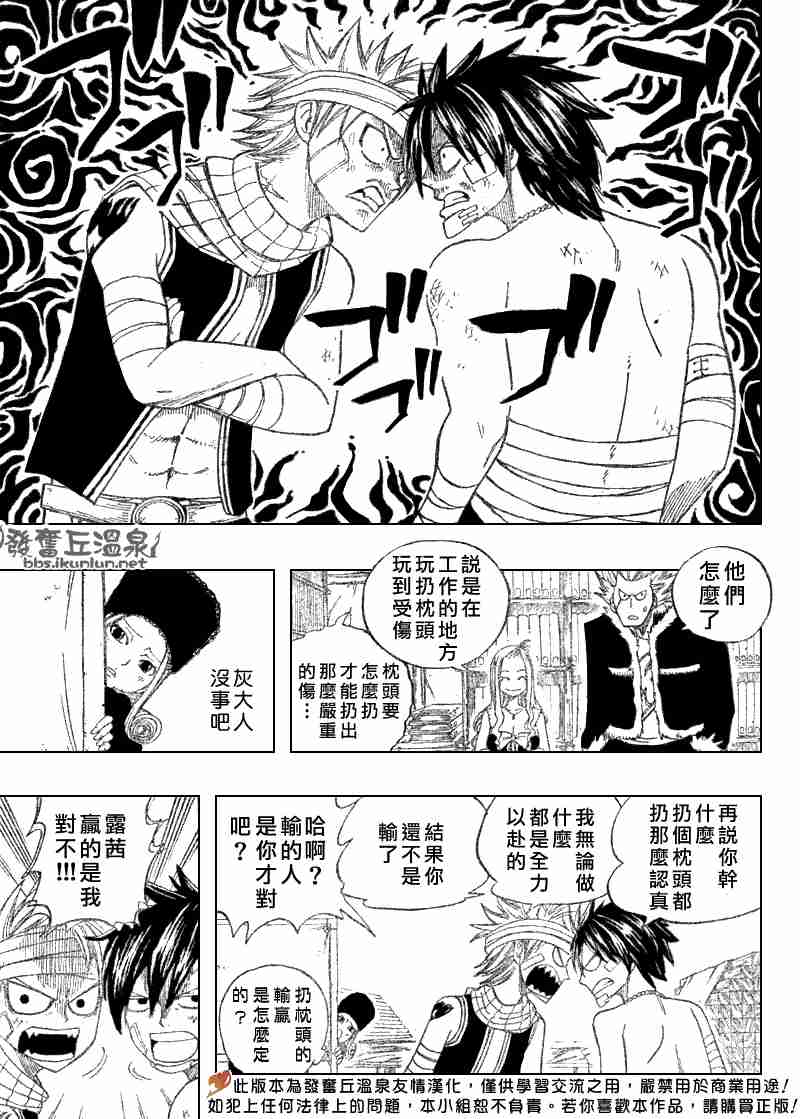 ゴゴゴ
ゴゴ
ゴゴ
ゴ
發奮丘溫泉
bbs.ikunlun.net
他們
怎麼了
説是在
工作的地方
玩扔枕頭
玩到受傷
枕頭要
怎麼扔
才能扔出
那麼嚴重
的傷…
灰大人
沒事吧
再説你幹
什麼
扔個枕頭都
扔那麼認真
我無論做
什麼
都是全力
以赴的
結果你
還不是
輸了
哈啊？
輸的人
是你才對
吧？
扔枕頭的
輸贏
是怎麼定
的？
露茜
贏的是我
對不!!!
此版本為發奮丘溫泉友情漢化，僅供學習交流之用，嚴禁用於商業用途！
如犯上任何法律上的問題，本小組恕不負責。若你喜歡本作品，請購買正版！